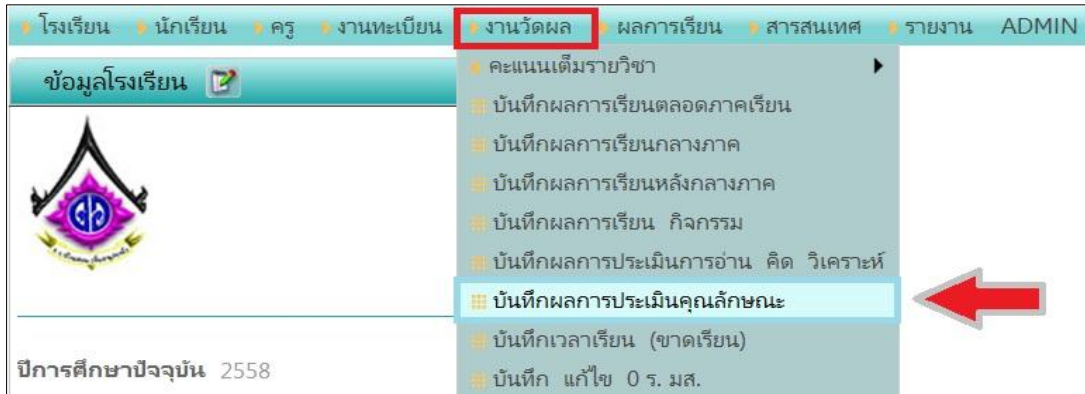 โรงเรียน นักเรียน ครู งานทะเบียน งานวัดผล ผลการเรียน สารสนเทศ รายงาน ADMIN
ข้อมูลโรงเรียน
คะแนนเต็มรายวิชา
บันทึกผลการเรียนตลอดภาคเรียน
บันทึกผลการเรียนกลางภาค
บันทึกผลการเรียนหลังกลางภาค
บันทึกผลการเรียน กิจกรรม
บันทึกผลการประเมินการอ่าน คิด วิเคราะห์
บันทึกผลการประเมินคุณลักษณะ
บันทึกเวลาเรียน (ขาดเรียน)
บันทึก แก้ไข 0 ร. มส.
ปีการศึกษาปัจจุบัน 2558